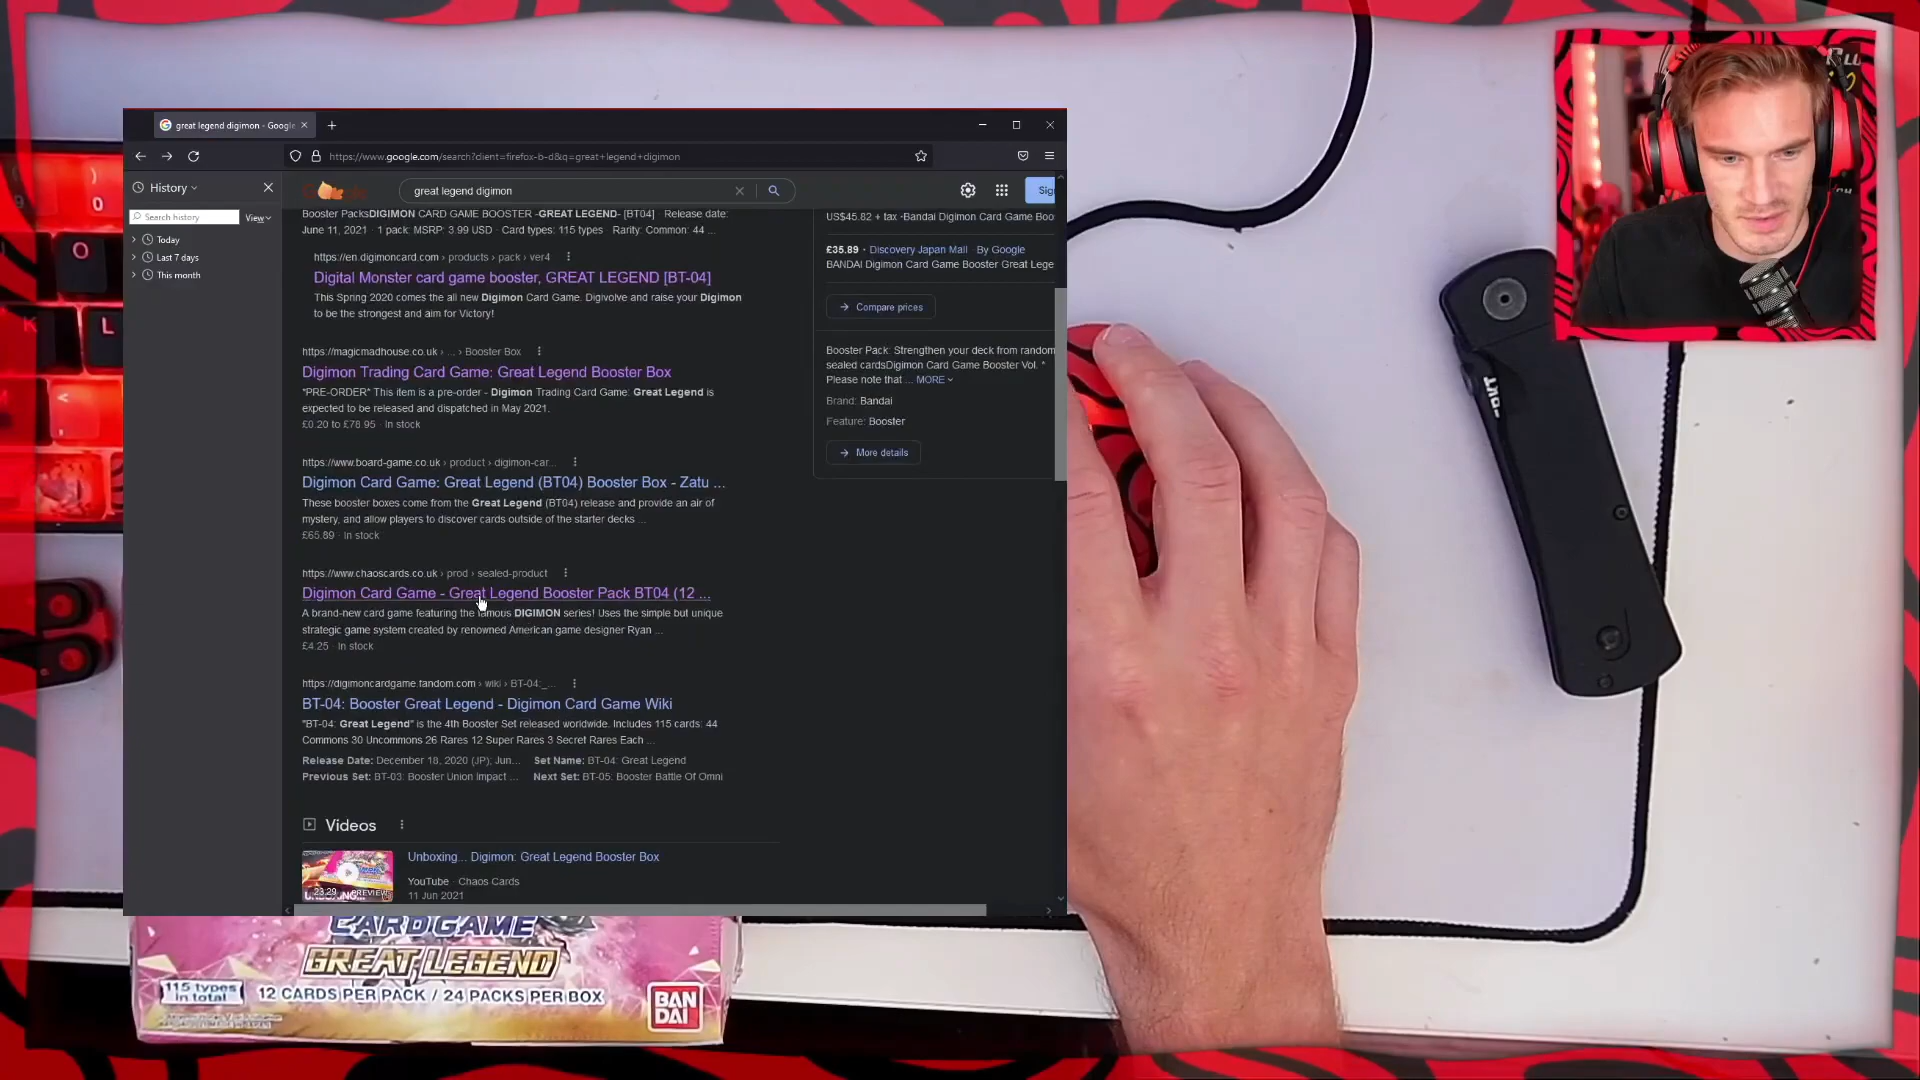 great legend digimon - Google
https://www.google.com/search?client=firefox-b-d&q=great+legend+digimon
History
Search history
View
Today
Last 7 days
This month
great legend digimon
Sig
Booster PacksDIGIMON CARD GAME BOOSTER -GREAT LEGEND- [BT04] · Release date:
June 11, 2021 · 1 pack: MSRP: 3.99 USD · Card types: 115 types · Rarity: Common: 44 ...
https://en.digimoncard.com › products › pack › ver4
Digital Monster card game booster, GREAT LEGEND [BT-04]
This Spring 2020 comes the all new Digimon Card Game. Digivolve and raise your Digimon
to be the strongest and aim for Victory!
https://magicmadhouse.co.uk › ... › Booster Box
Digimon Trading Card Game: Great Legend Booster Box
*PRE-ORDER* This item is a pre-order - Digimon Trading Card Game: Great Legend is
expected to be released and dispatched in May 2021.
£0.20 to £78.95 · In stock
https://www.board-game.co.uk › product › digimon-car...
Digimon Card Game: Great Legend (BT04) Booster Box - Zatu ...
These booster boxes come from the Great Legend (BT04) release and provide an air of
mystery, and allow players to discover cards outside of the starter decks ...
£65.89 · In stock
https://www.chaoscards.co.uk › prod › sealed-product
Digimon Card Game - Great Legend Booster Pack BT04 (12 ...
A brand-new card game featuring the famous DIGIMON series! Uses the simple but unique
strategic game system created by renowned American game designer Ryan ...
£4.25 · In stock
https://digimoncardgame.fandom.com › wiki › BT-04:_...
BT-04: Booster Great Legend - Digimon Card Game Wiki
"BT-04: Great Legend" is the 4th Booster Set released worldwide. Includes 115 cards: 44
Commons 30 Uncommons 26 Rares 12 Super Rares 3 Secret Rares Each ...
Release Date: December 18, 2020 (JP); Jun... Set Name: BT-04: Great Legend
Previous Set: BT-03: Booster Union Impact ... Next Set: BT-05: Booster Battle Of Omni
Videos
Unboxing... Digimon: Great Legend Booster Box
YouTube · Chaos Cards
11 Jun 2021
23:29
PREVIEW
US$45.82 + tax -Bandai Digimon Card Game Boo
£35.89 · Discovery Japan Mall · By Google
BANDAI Digimon Card Game Booster Great Lege
Compare prices
Booster Pack: Strengthen your deck from random
sealed cardsDigimon Card Game Booster Vol. *
Please note that ... MORE
Brand: Bandai
Feature: Booster
More details
0
O
K
L
CARD GAME
GREAT LEGEND
115 types
in total
12 CARDS PER PACK / 24 PACKS PER BOX
BAN
DAI